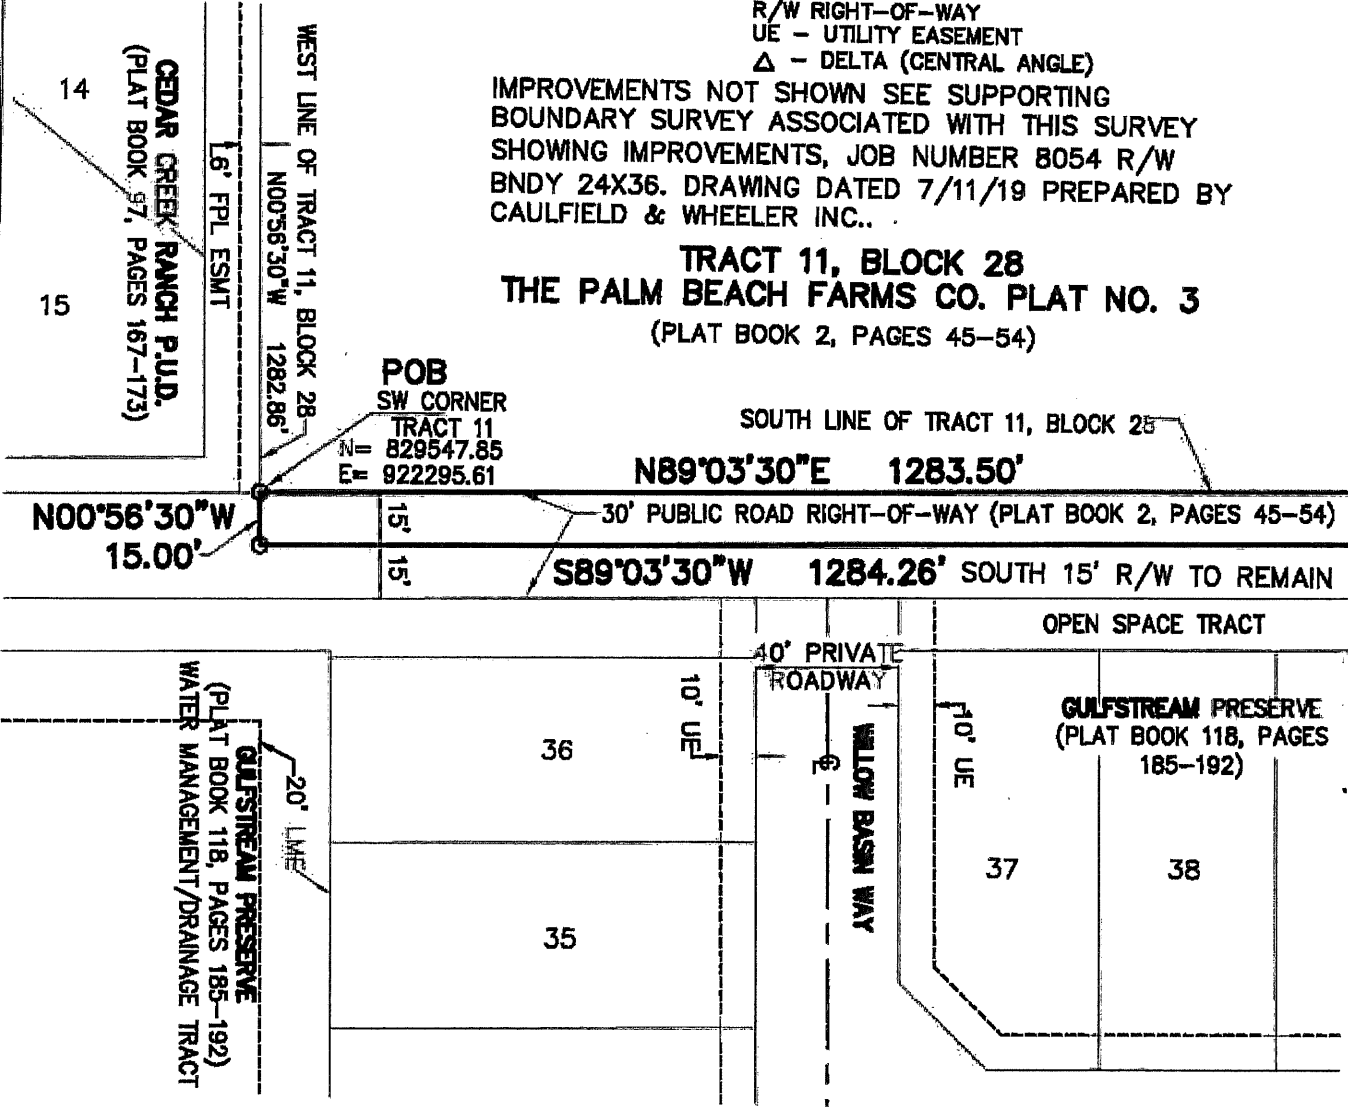 R/W RIGHT-OF-WAY
UE - UTILITY EASEMENT
Δ - DELTA (CENTRAL ANGLE)
IMPROVEMENTS NOT SHOWN SEE SUPPORTING
BOUNDARY SURVEY ASSOCIATED WITH THIS SURVEY
SHOWING IMPROVEMENTS, JOB NUMBER 8054 R/W
BNDY 24X36. DRAWING DATED 7/11/19 PREPARED BY
CAULFIELD & WHEELER INC..
TRACT 11, BLOCK 28
THE PALM BEACH FARMS CO. PLAT NO. 3
(PLAT BOOK 2, PAGES 45-54)
14
15
CEDAR CREEK RANCH P.U.D.
(PLAT BOOK 97, PAGES 167-173)
16' FPL ESMT
WEST LINE OF TRACT 11, BLOCK 28
N00°56'30"W 1282.86'
POB
SW CORNER
TRACT 11
N= 829547.85
E= 922295.61
SOUTH LINE OF TRACT 11, BLOCK 28
N89°03'30"E 1283.50'
N00°56'30"W
15.00'
15'
15'
30' PUBLIC ROAD RIGHT-OF-WAY (PLAT BOOK 2, PAGES 45-54)
S89°03'30"W 1284.26'
SOUTH 15' R/W TO REMAIN
OPEN SPACE TRACT
40' PRIVATE
ROADWAY
10' UE
10' UE
WILLOW BASIN WAY
GULFSTREAM PRESERVE
(PLAT BOOK 118, PAGES
185-192)
36
35
37
38
20' LME
GULFSTREAM PRESERVE
(PLAT BOOK 118, PAGES 185-192)
WATER MANAGEMENT/DRAINAGE TRACT